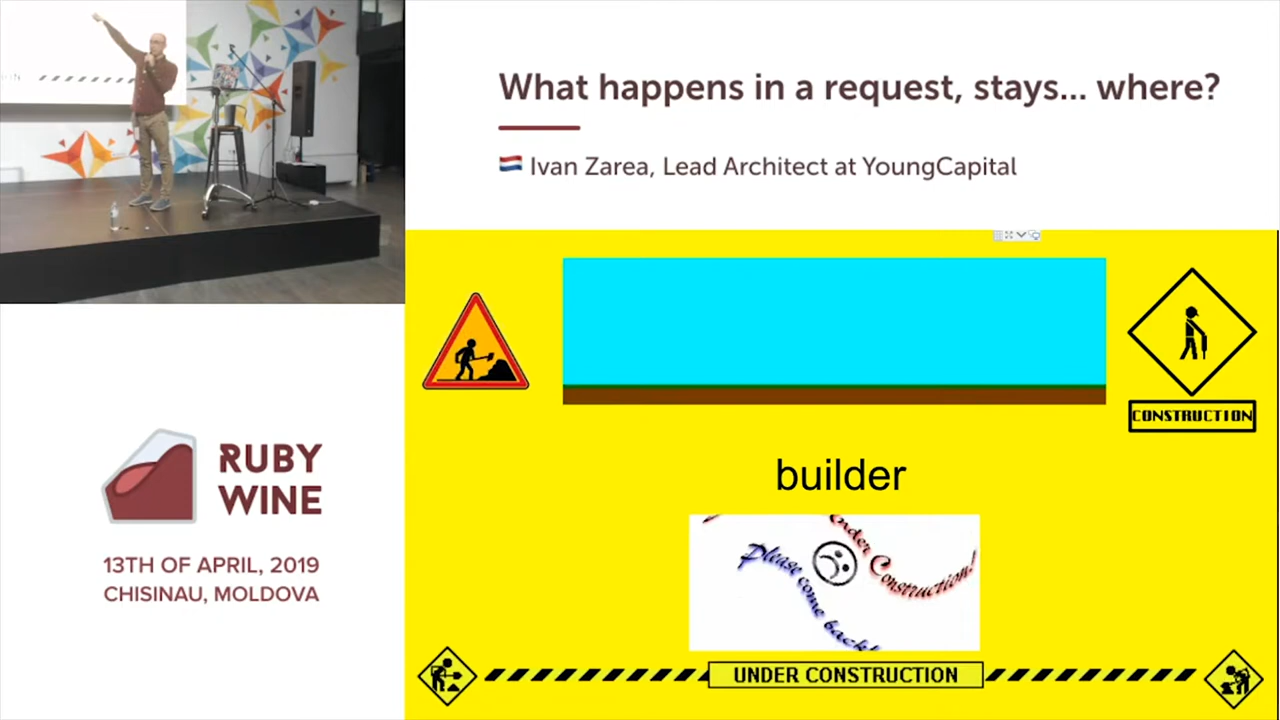 What happens in a request, stays... where?
Ivan Zarea, Lead Architect at YoungCapital
CONSTRUCTION
builder
Under Construction!
Please come back!
UNDER CONSTRUCTION
RUBY
WINE
13TH OF APRIL, 2019
CHISINAU, MOLDOVA